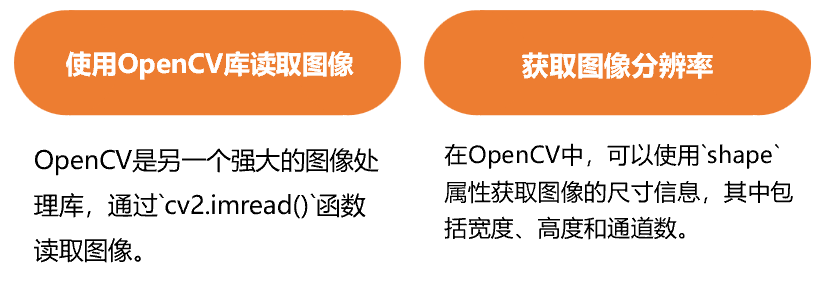 使用OpenCV库读取图像
OpenCV是另一个强大的图像处
理库，通过`cv2.imread()`函数
读取图像。
获取图像分辨率
在OpenCV中，可以使用`shape`
属性获取图像的尺寸信息，其中包
括宽度、高度和通道数。